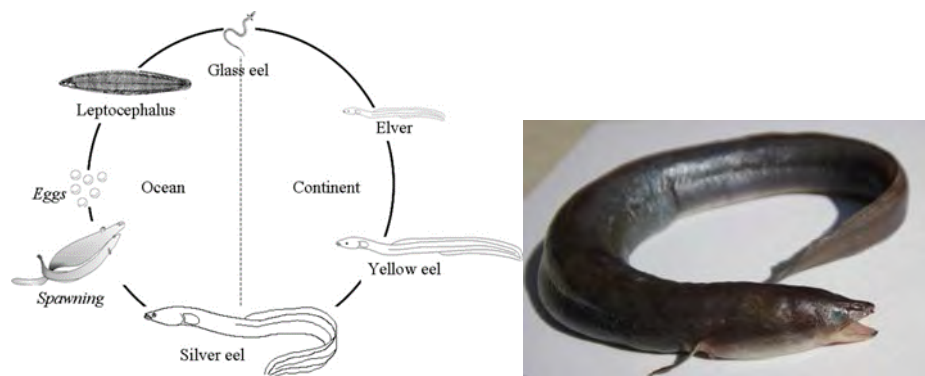 Glass eel
Leptocephalus
Elver
Eggs
Ocean
Continent
Yellow eel
Spawning
Silver eel